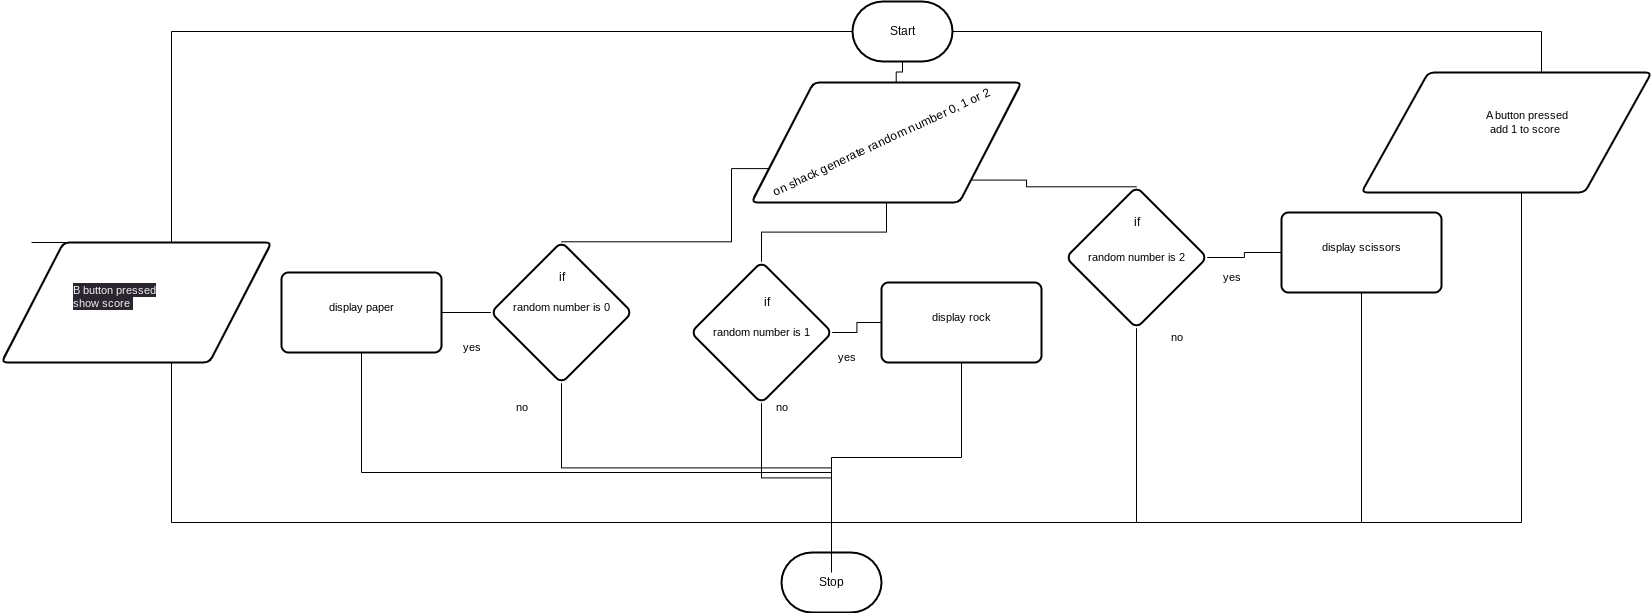 Start
on shack generate random number 0, 1 or 2
A button pressed
add 1 to score
if
random number is 2
yes
no
display scissors
B button pressed
show score
display paper
if
random number is 0
yes
no
if
random number is 1
yes
no
display rock
Stop